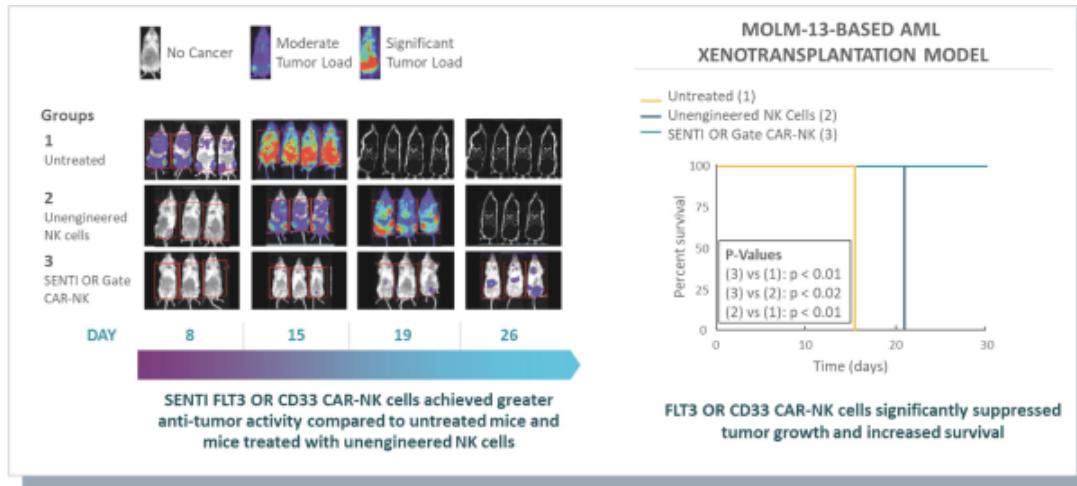 No Cancer
Moderate
Tumor Load
Significant
Tumor Load
Groups
1
Untreated
2
Unengineered
NK cells
3
SENTI OR Gate
CAR-NK
DAY 8 15 19 26
SENTI FLT3 OR CD33 CAR-NK cells achieved greater
anti-tumor activity compared to untreated mice and
mice treated with unengineered NK cells
MOLM-13-BASED AML
XENOTRANSPLANTATION MODEL
Untreated (1)
Unengineered NK Cells (2)
SENTI OR Gate CAR-NK (3)
Percent survival
100
75
50
25
0
P-Values
(3) vs (1): p < 0.01
(3) vs (2): p < 0.02
(2) vs (1): p < 0.01
0 10 20 30
Time (days)
FLT3 OR CD33 CAR-NK cells significantly suppressed
tumor growth and increased survival